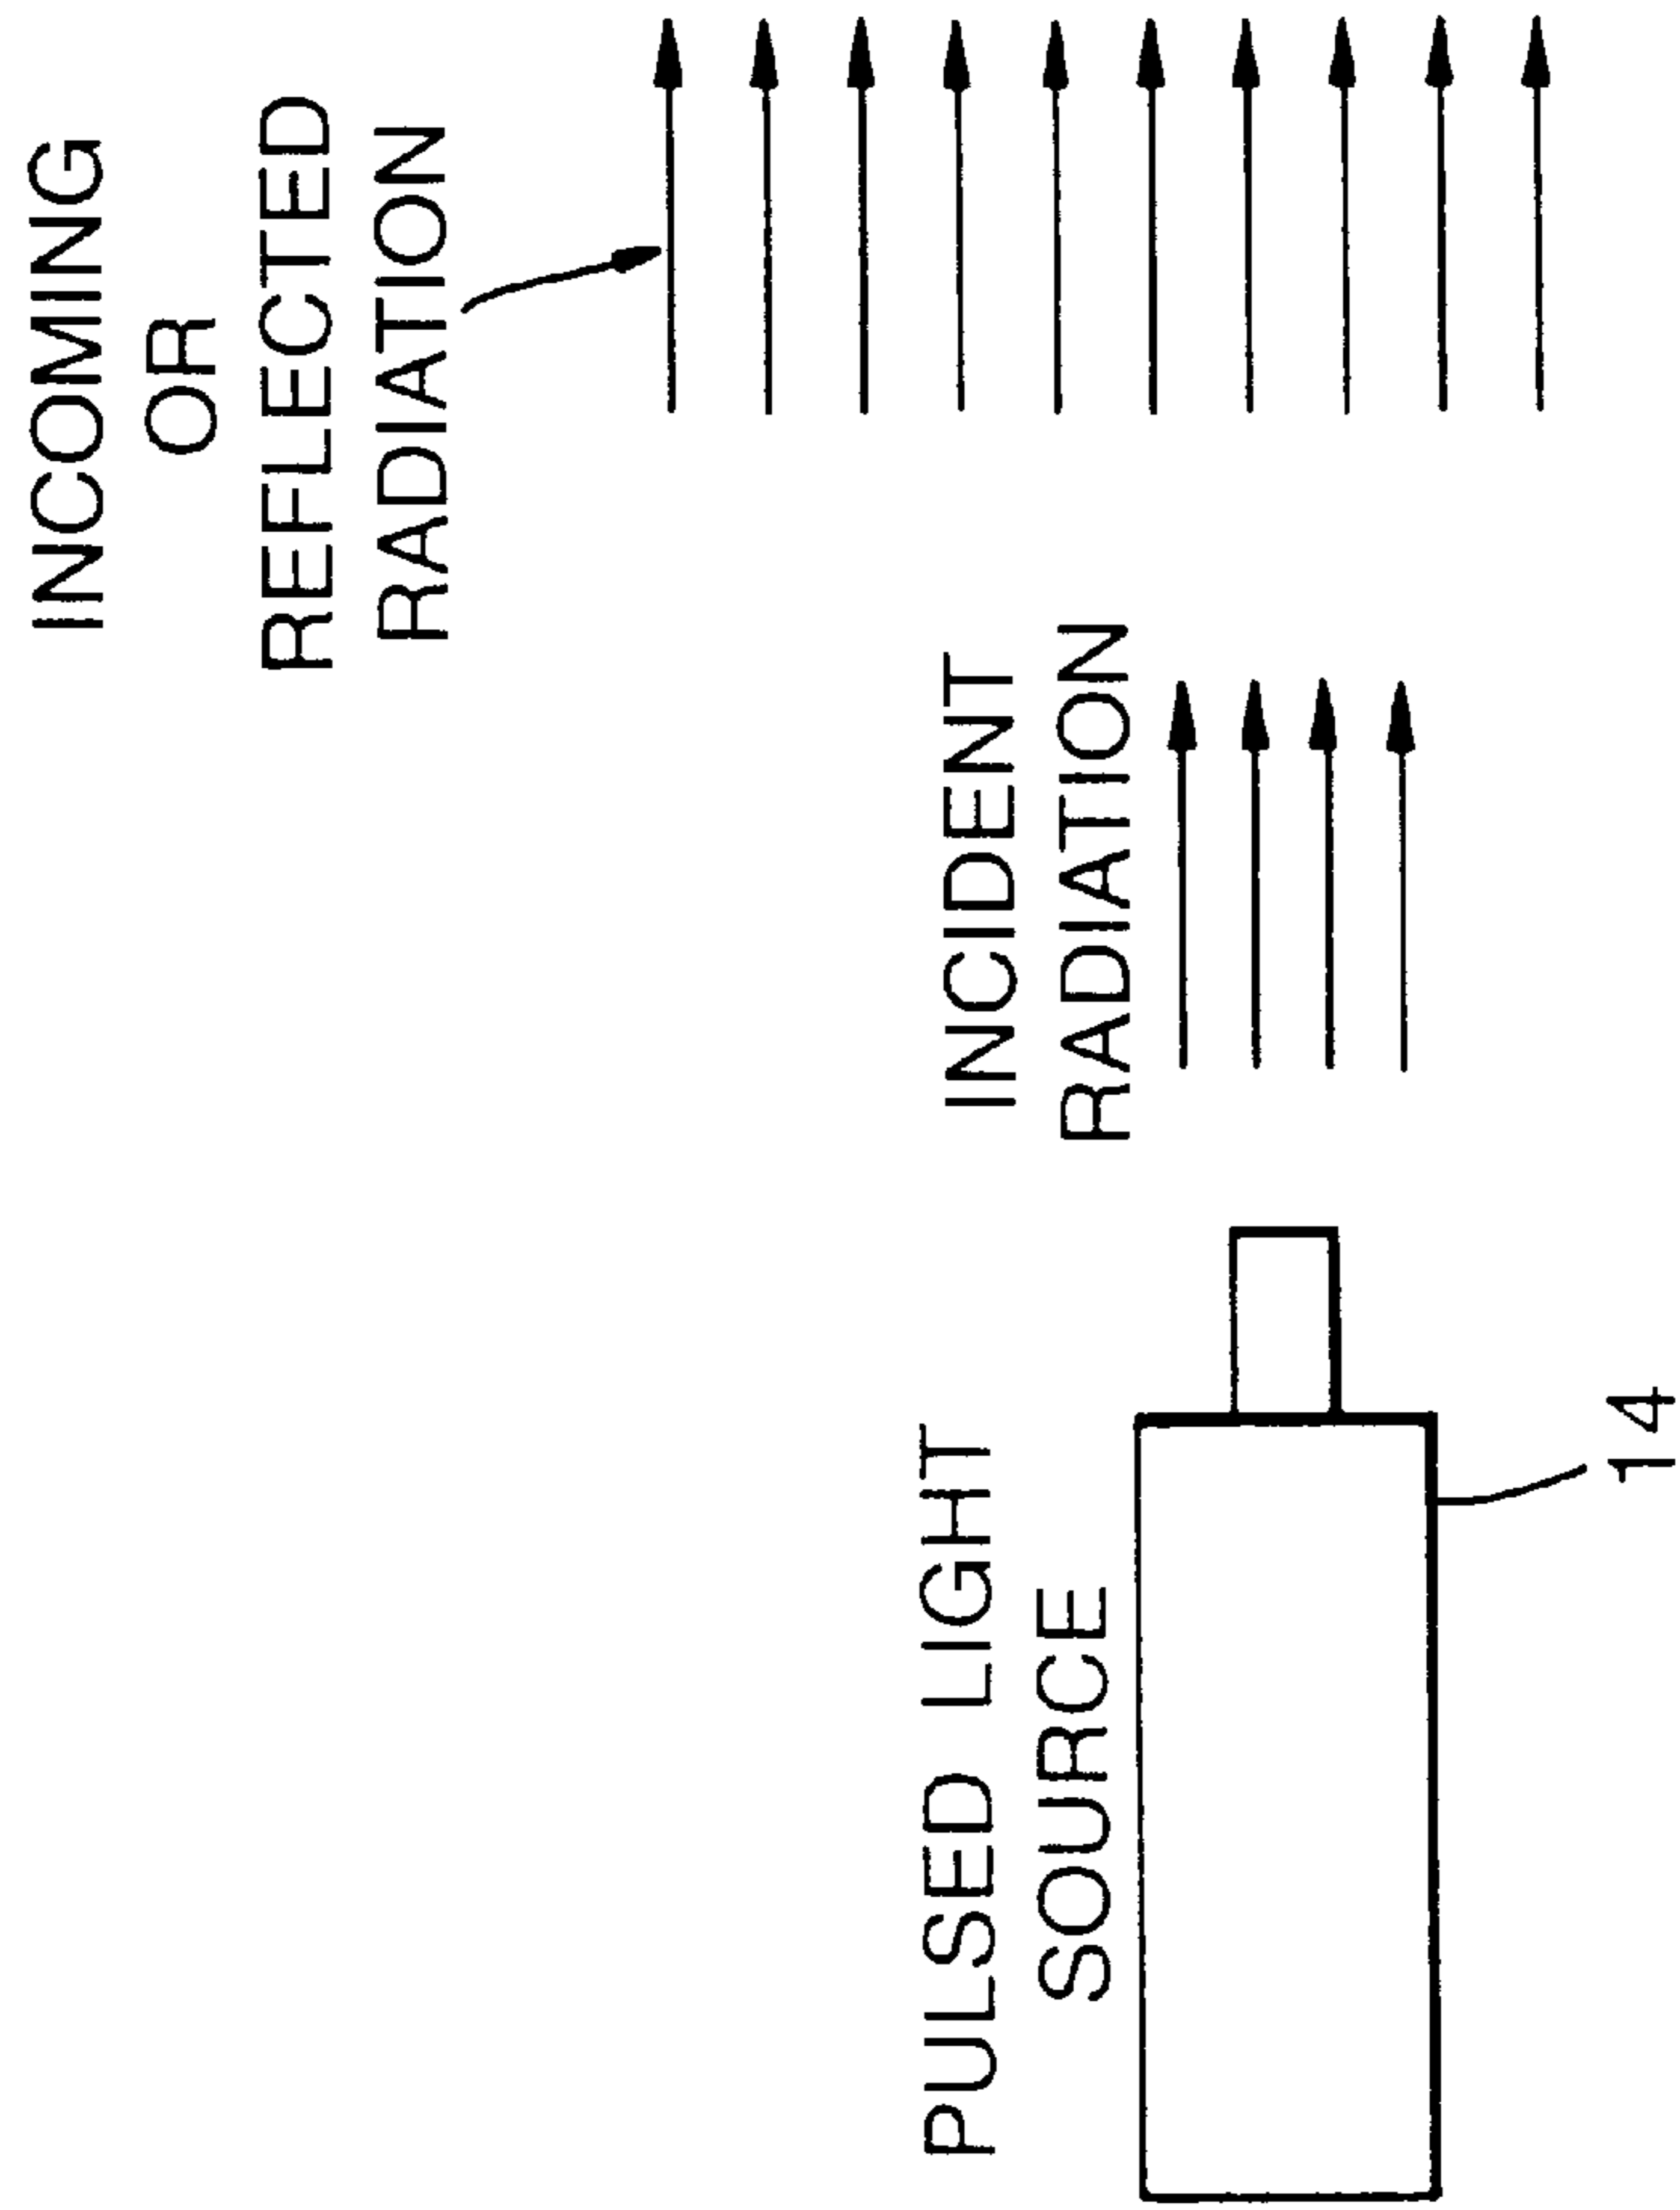 INCOMING
OR
REFLECTED
RADIATION
INCIDENT
RADIATION
PULSED LIGHT
SOURCE
14